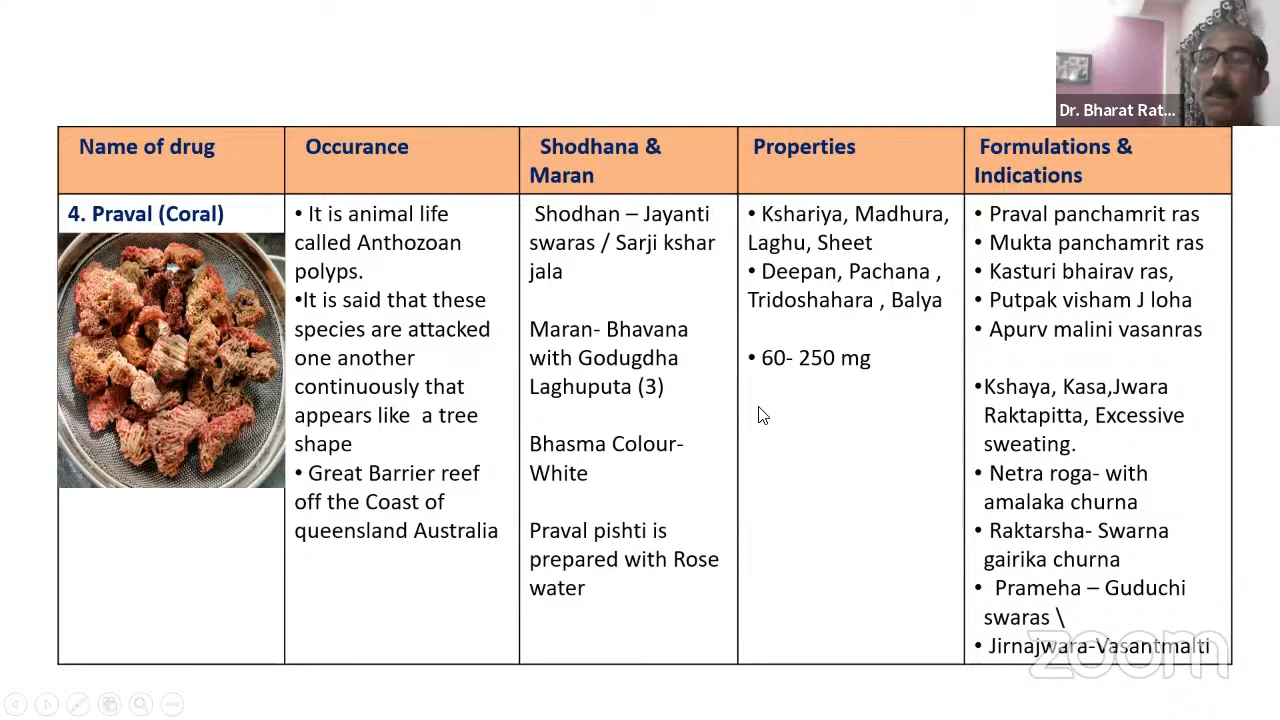 Dr. Bharat Rat...
Name of drug
Occurance
Shodhana &
Maran
Properties
Formulations &
Indications
4. Praval (Coral)
• It is animal life
called Anthozoan
polyps.
•It is said that these
species are attacked
one another
continuously that
appears like a tree
shape
• Great Barrier reef
off the Coast of
queensland Australia
Shodhan – Jayanti
swaras / Sarji kshar
jala
Maran- Bhavana
with Godugdha
Laghuputa (3)
Bhasma Colour-
White
Praval pishti is
prepared with Rose
water
• Kshariya, Madhura,
Laghu, Sheet
• Deepan, Pachana ,
Tridoshahara , Balya
• 60- 250 mg
• Praval panchamrit ras
• Mukta panchamrit ras
• Kasturi bhairav ras,
• Putpak visham J loha
• Apurv malini vasanras
•Kshaya, Kasa,Jwara
Raktapitta, Excessive
sweating.
• Netra roga- with
amalaka churna
• Raktarsha- Swarna
gairika churna
• Prameha – Guduchi
swaras \
• Jirnajwara-Vasantmalti
zoom